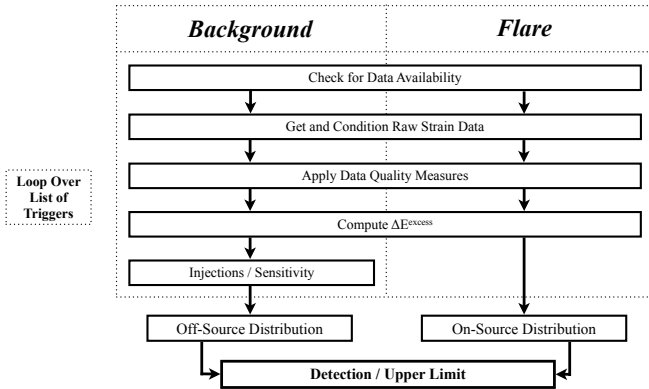 Background Flare
Check for Data Availability
Get and Condition Raw Strain Data
Apply Data Quality Measures
Loop Over
List of
Triggers
Compute ΔE^excess
Injections / Sensitivity
Off-Source Distribution On-Source Distribution
Detection / Upper Limit